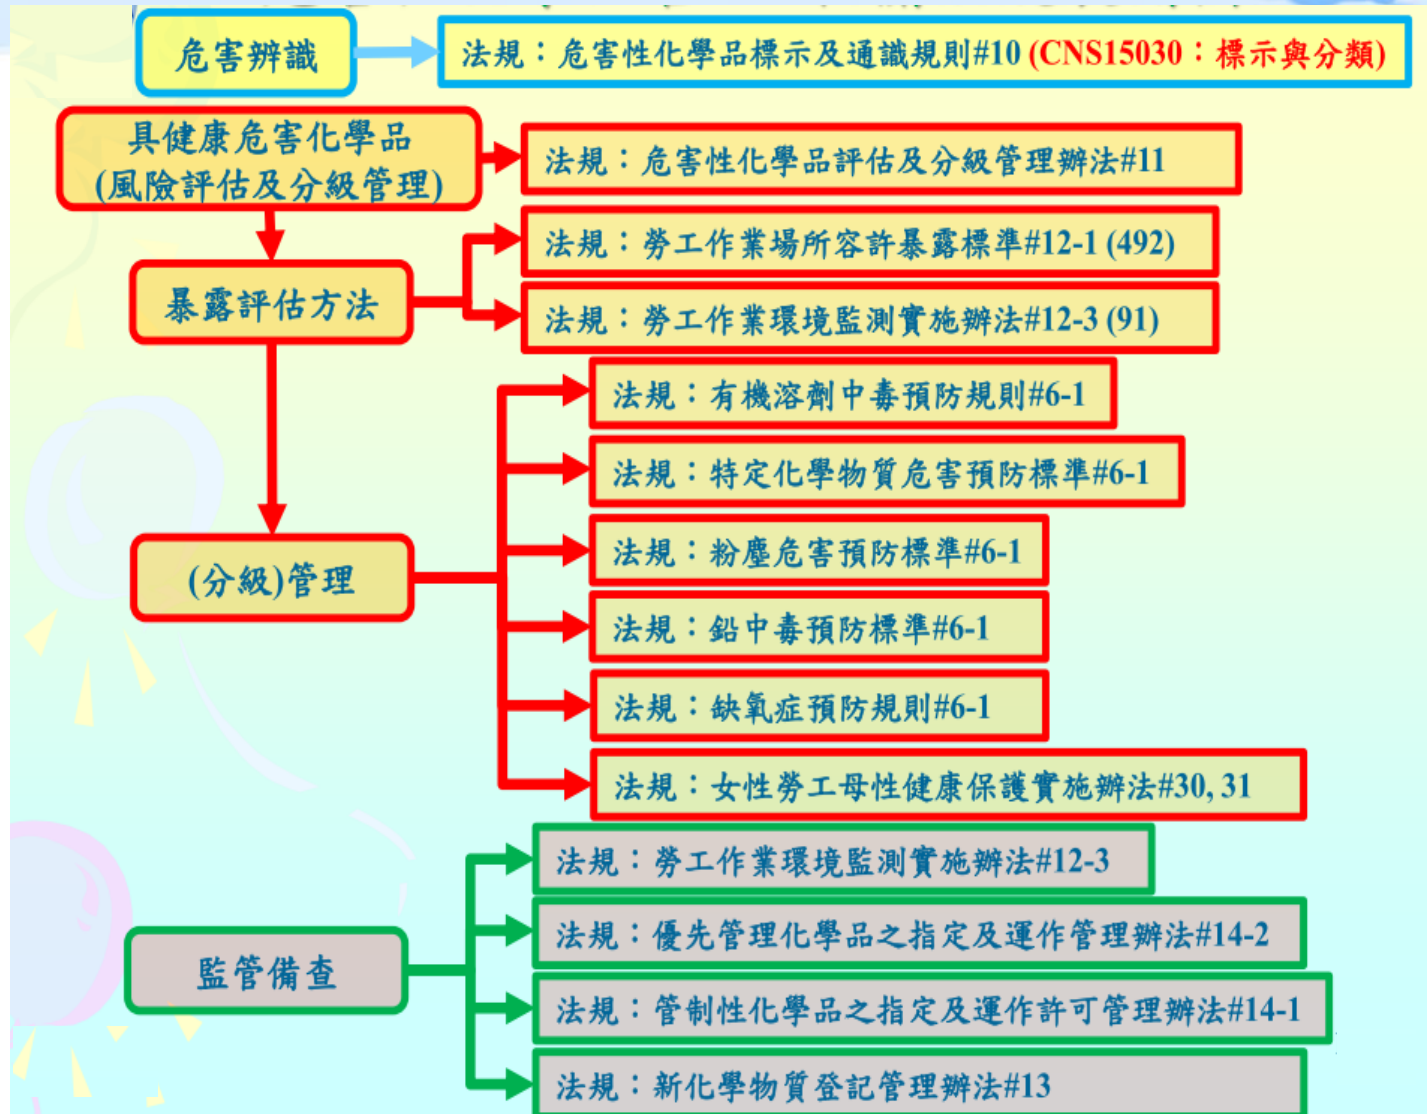 危害辨識
法規：危害性化學品標示及通識規則#10 (CNS15030：標示與分類)
具健康危害化學品
(風險評估及分級管理)
法規：危害性化學品評估及分級管理辦法#11
法規：勞工作業場所容許暴露標準#12-1 (492)
暴露評估方法
法規：勞工作業環境監測實施辦法#12-3 (91)
法規：有機溶劑中毒預防規則#6-1
法規：特定化學物質危害預防標準#6-1
法規：粉塵危害預防標準#6-1
(分級)管理
法規：鉛中毒預防標準#6-1
法規：缺氧症預防規則#6-1
法規：女性勞工母性健康保護實施辦法#30, 31
法規：勞工作業環境監測實施辦法#12-3
法規：優先管理化學品之指定及運作管理辦法#14-2
監管備查
法規：管制性化學品之指定及運作許可管理辦法#14-1
法規：新化學物質登記管理辦法#13